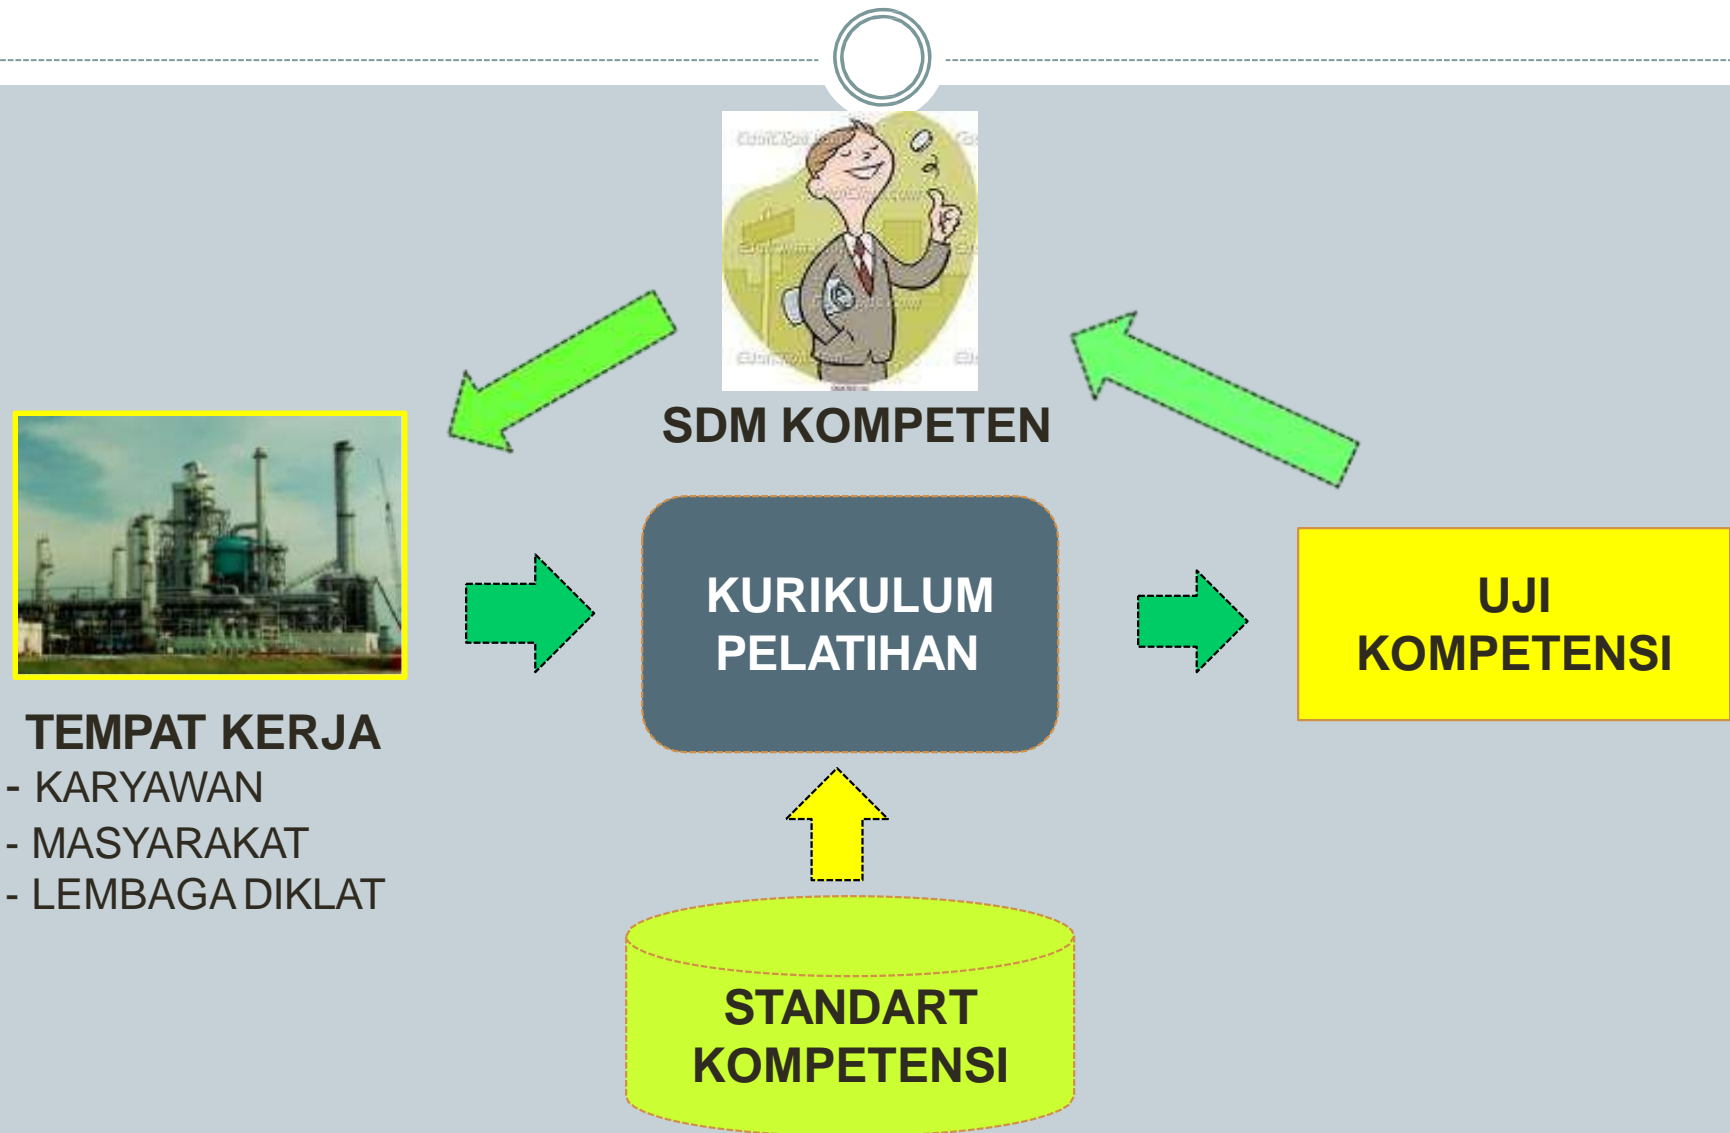 SDM KOMPETEN
KURIKULUM
PELATIHAN
UJI
KOMPETENSI
TEMPAT KERJA
- KARYAWAN
- MASYARAKAT
- LEMBAGA DIKLAT
STANDART
KOMPETENSI